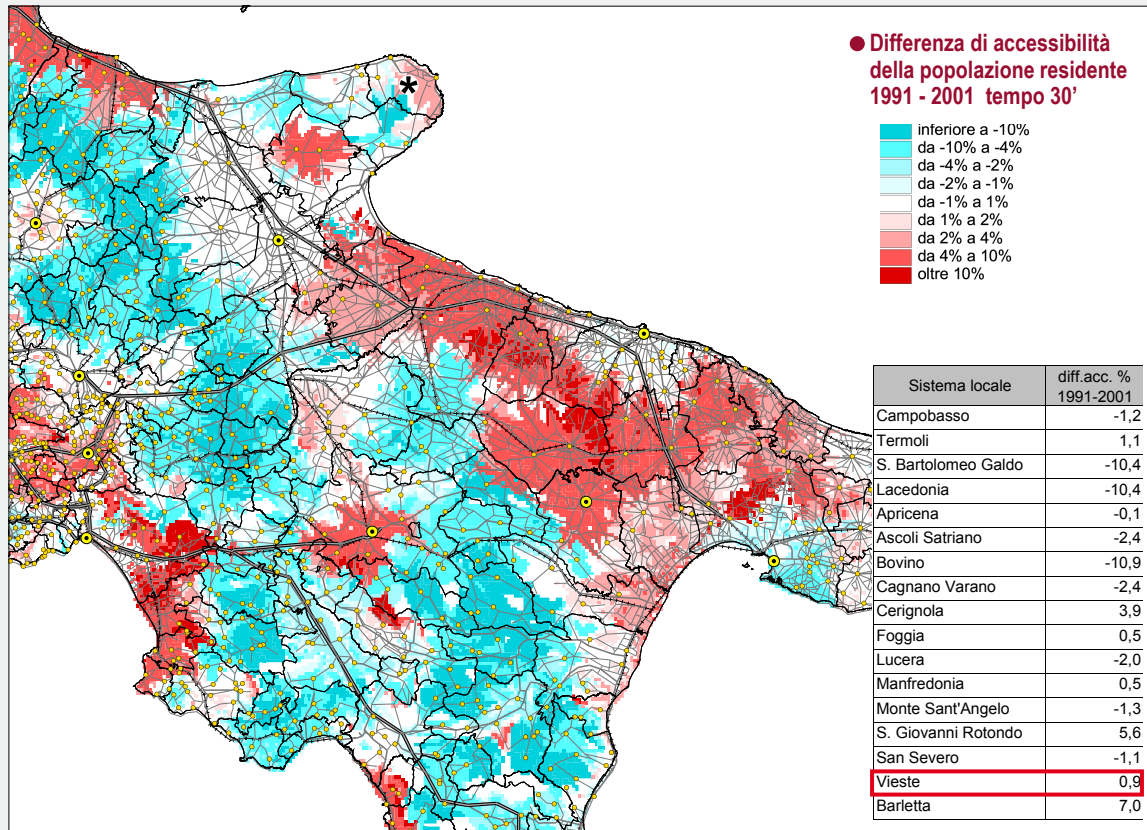 *
● Differenza di accessibilità
della popolazione residente
1991 - 2001 tempo 30'
inferiore a -10%
da -10% a -4%
da -4% a -2%
da -2% a -1%
da -1% a 1%
da 1% a 2%
da 2% a 4%
da 4% a 10%
oltre 10%
Sistema locale diff.acc. % 1991-2001
Campobasso -1,2
Termoli 1,1
S. Bartolomeo Galdo -10,4
Lacedonia -10,4
Apricena -0,1
Ascoli Satriano -2,4
Bovino -10,9
Cagnano Varano -2,4
Cerignola 3,9
Foggia 0,5
Lucera -2,0
Manfredonia 0,5
Monte Sant'Angelo -1,3
S. Giovanni Rotondo 5,6
San Severo -1,1
Vieste 0,9
Barletta 7,0